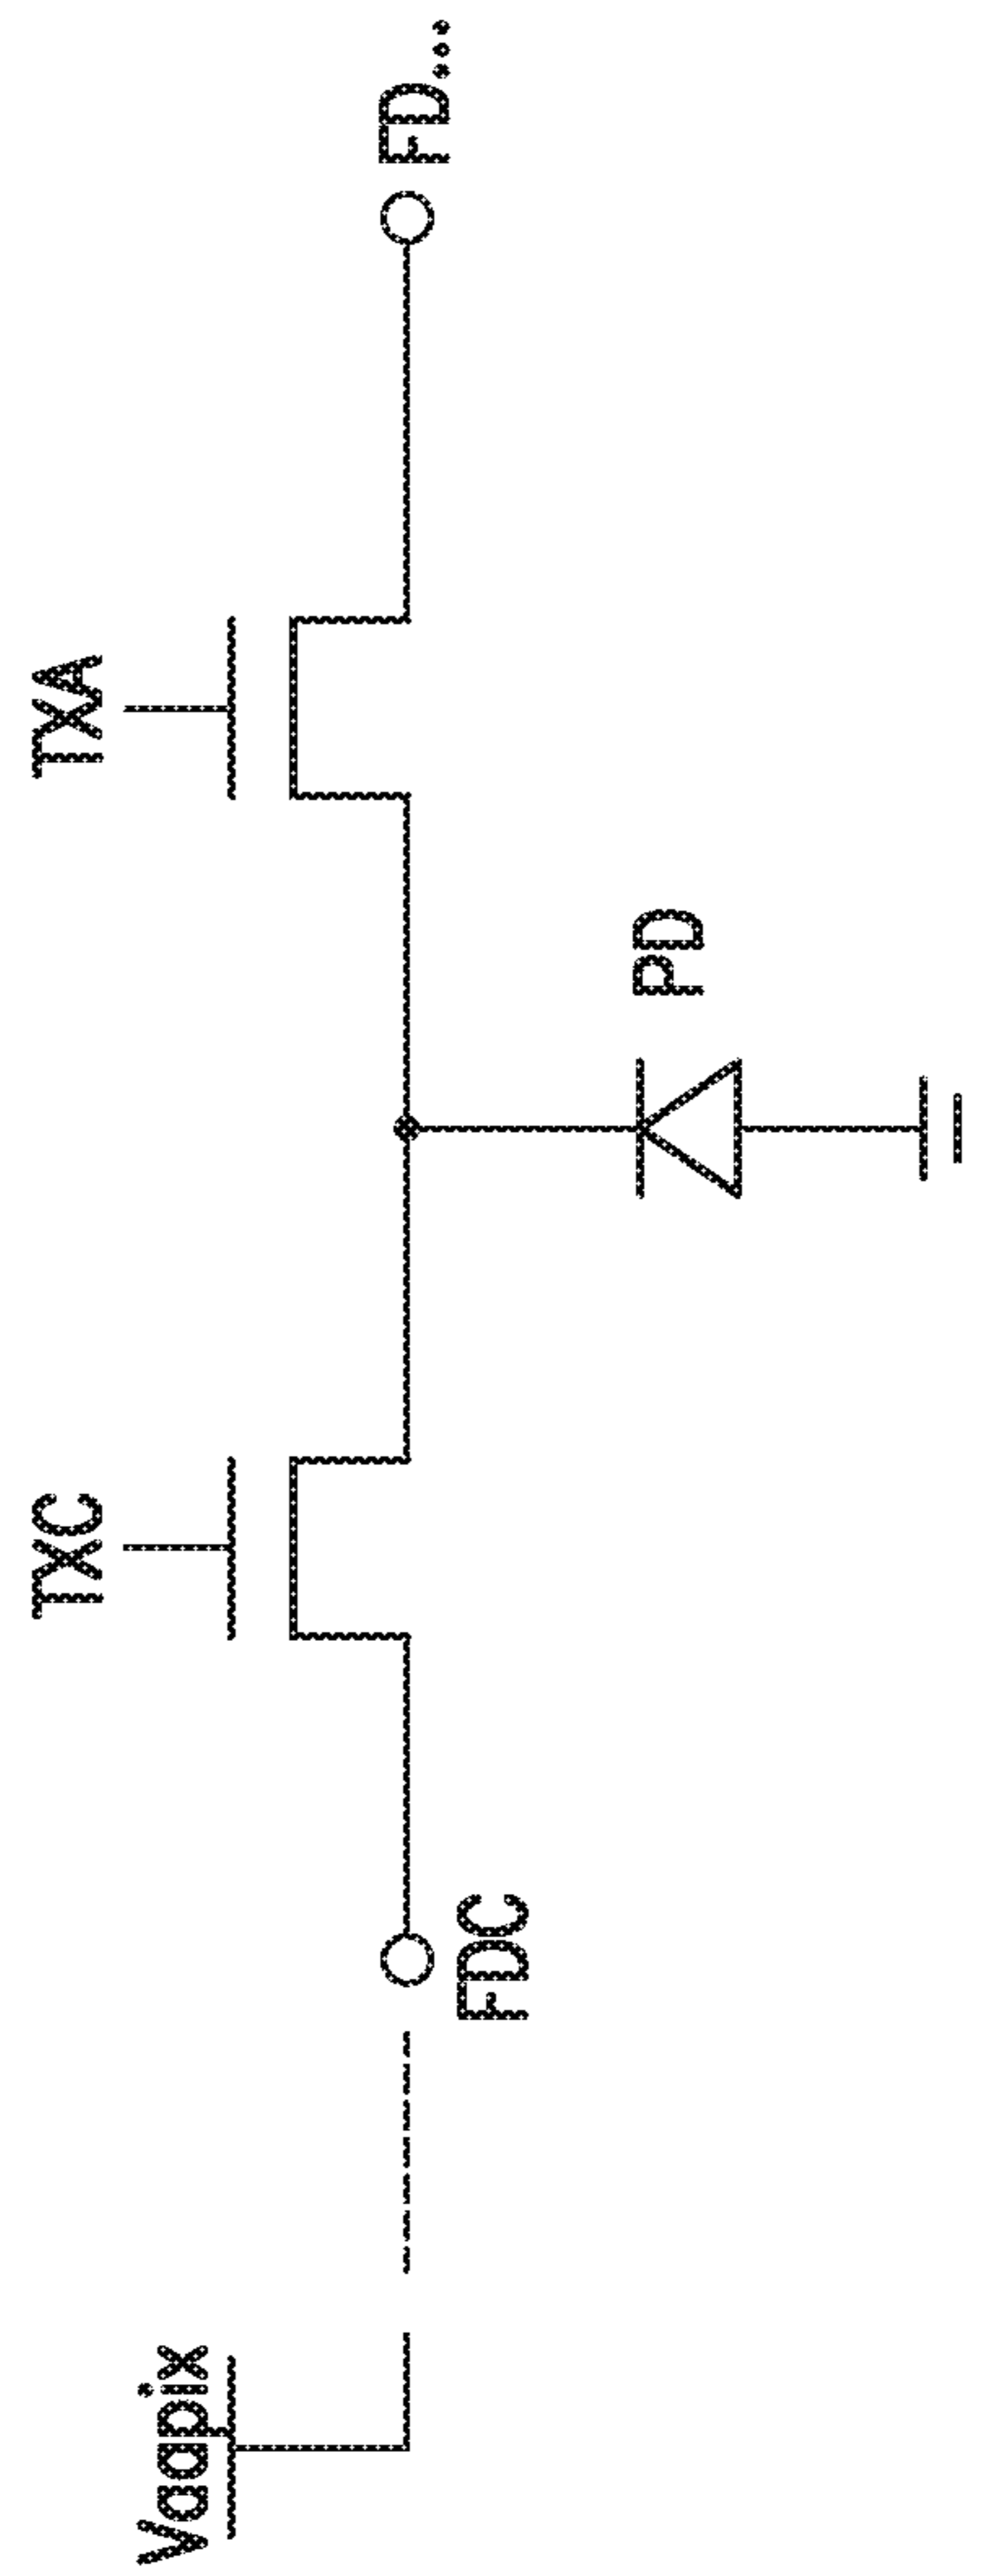 TXC
TXA
Vaapix
FDC
FD...
PD